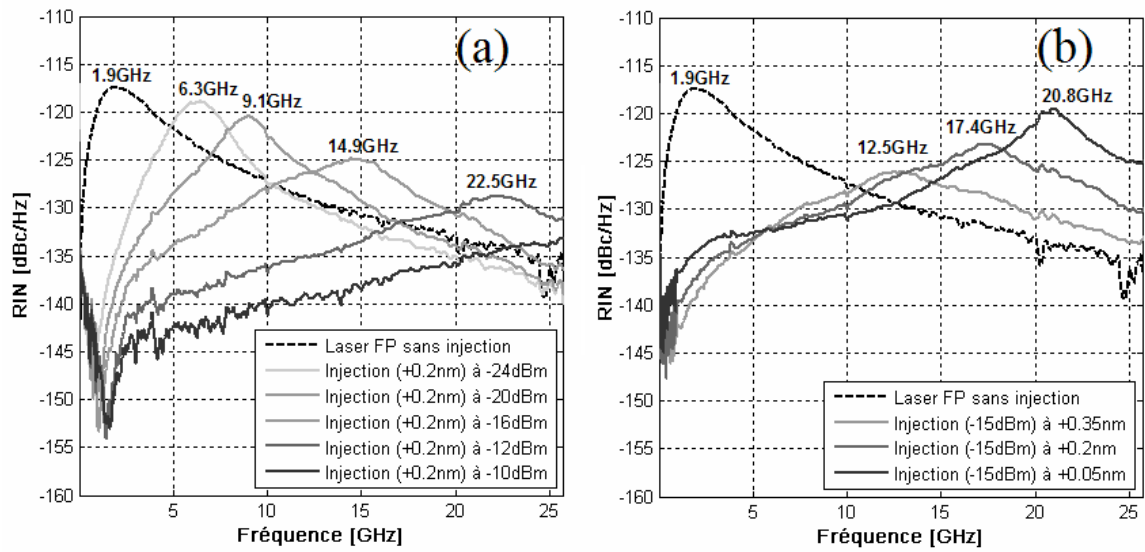 (a)
-110
-115
-120
-125
-130
-135
-140
-145
-150
-155
-160
RIN [dBc/Hz]
1.9GHz
6.3GHz
9.1GHz
14.9GHz
22.5GHz
Laser FP sans injection
Injection (+0.2nm) à -24dBm
Injection (+0.2nm) à -20dBm
Injection (+0.2nm) à -16dBm
Injection (+0.2nm) à -12dBm
Injection (+0.2nm) à -10dBm
5 10 15 20 25
Fréquence [GHz]
(b)
-110
-115
-120
-125
-130
-135
-140
-145
-150
-155
-160
RIN [dBc/Hz]
1.9GHz
12.5GHz
17.4GHz
20.8GHz
Laser FP sans injection
Injection (-15dBm) à +0.35nm
Injection (-15dBm) à +0.2nm
Injection (-15dBm) à +0.05nm
5 10 15 20 25
Fréquence [GHz]